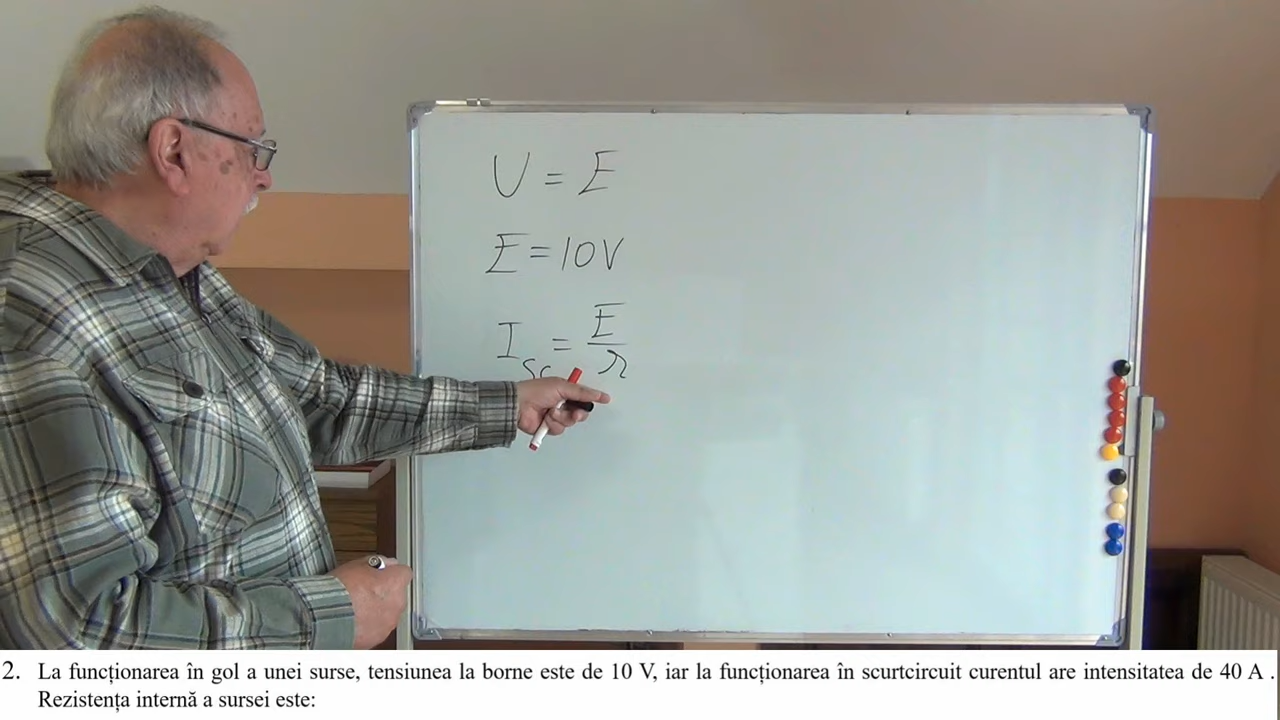 U = E
E = 10V
I sc = E/r
2. La funcționarea în gol a unei surse, tensiunea la borne este de 10 V, iar la funcționarea în scurtcircuit curentul are intensitatea de 40 A .
Rezistența internă a sursei este: